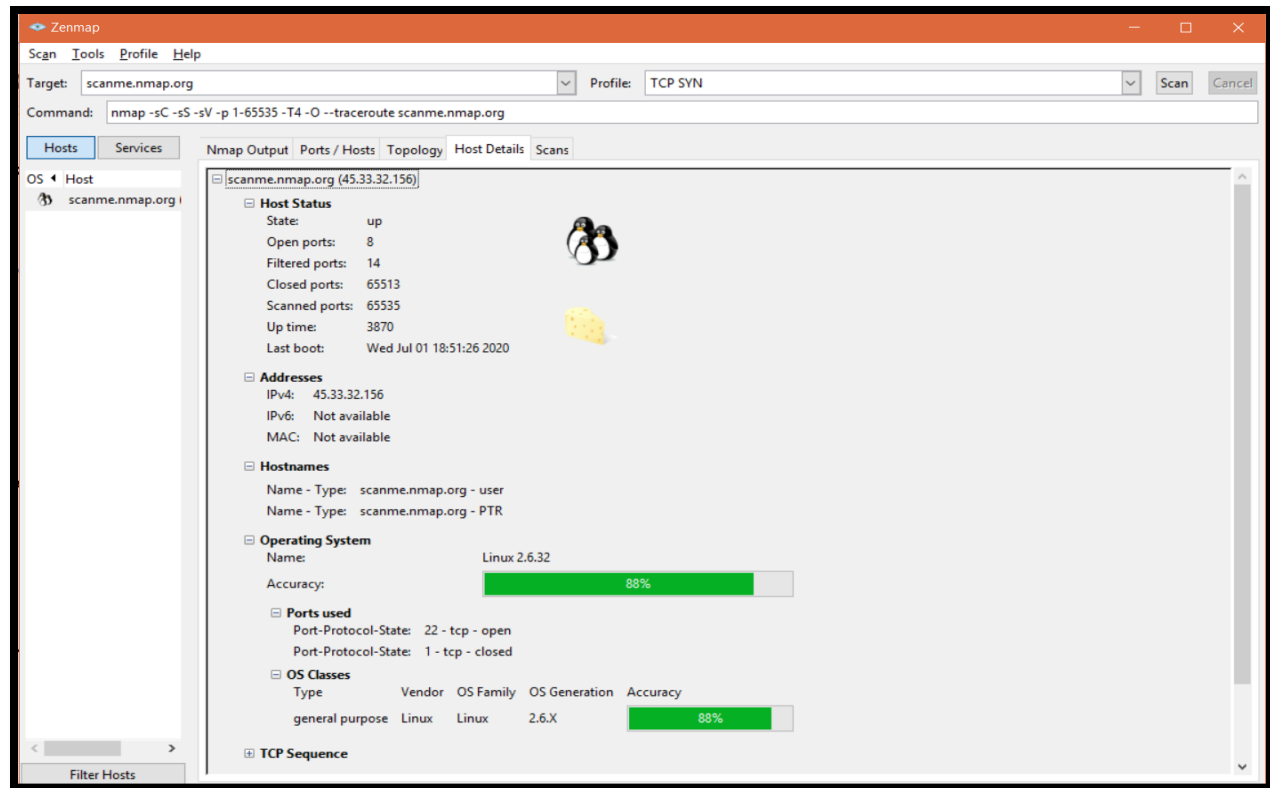 Zenmap
Scan Tools Profile Help
Target: scanme.nmap.org Profile: TCP SYN Scan Cancel
Command: nmap -sC -sS -sV -p 1-65535 -T4 -O --traceroute scanme.nmap.org
Hosts Services Nmap Output Ports / Hosts Topology Host Details Scans
OS Host
scanme.nmap.org (
scanme.nmap.org (45.33.32.156)
Host Status
State: up
Open ports: 8
Filtered ports: 14
Closed ports: 65513
Scanned ports: 65535
Up time: 3870
Last boot: Wed Jul 01 18:51:26 2020
Addresses
IPv4: 45.33.32.156
IPv6: Not available
MAC: Not available
Hostnames
Name - Type: scanme.nmap.org - user
Name - Type: scanme.nmap.org - PTR
Operating System
Name: Linux 2.6.32
Accuracy: 88%
Ports used
Port-Protocol-State: 22 - tcp - open
Port-Protocol-State: 1 - tcp - closed
OS Classes
Type Vendor OS Family OS Generation Accuracy
general purpose Linux Linux 2.6.X 88%
TCP Sequence
Filter Hosts